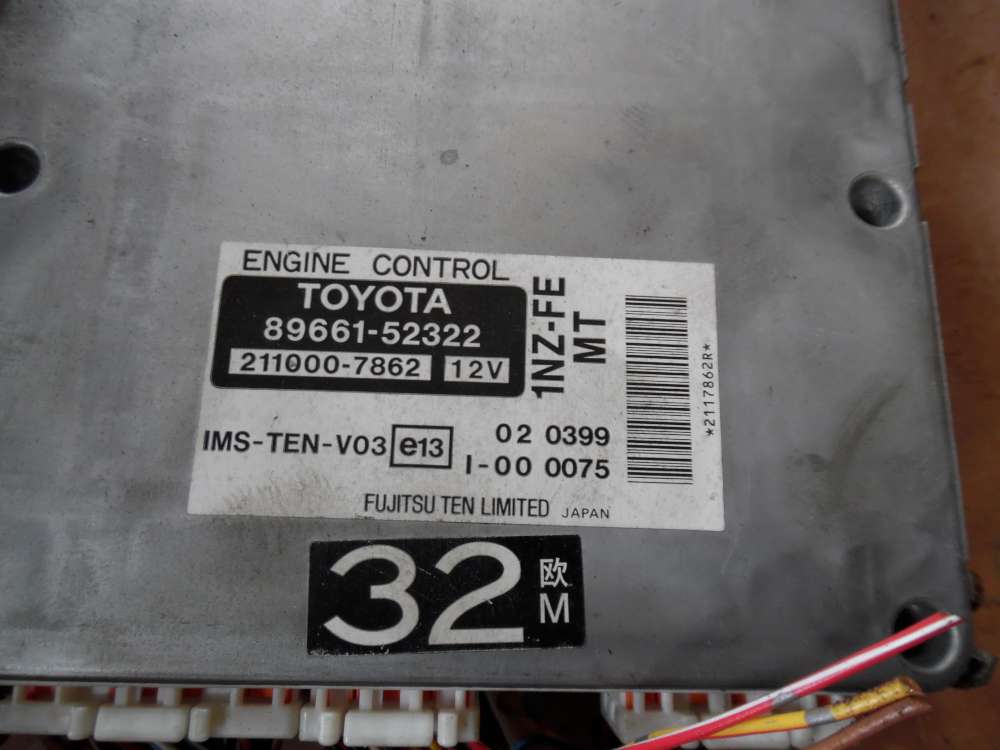 ENGINE CONTROL
TOYOTA
89661-52322
211000-7862 12V
1NZ-FE
MT
*2117862R*
IMS-TEN-V03 e13 02 0399
I-00 0075
FUJITSU TEN LIMITED JAPAN
32 欧
M